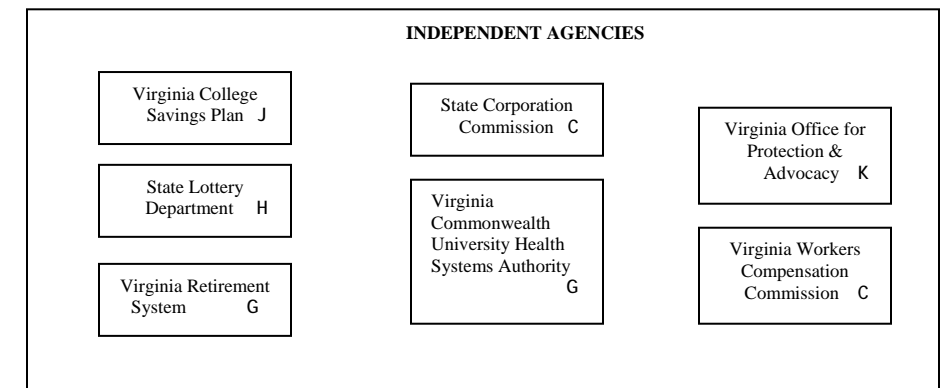 INDEPENDENT AGENCIES
Virginia College
Savings Plan J
State Lottery
Department H
Virginia Retirement
System G
State Corporation
Commission C
Virginia
Commonwealth
University Health
Systems Authority
G
Virginia Office for
Protection &
Advocacy K
Virginia Workers
Compensation
Commission C